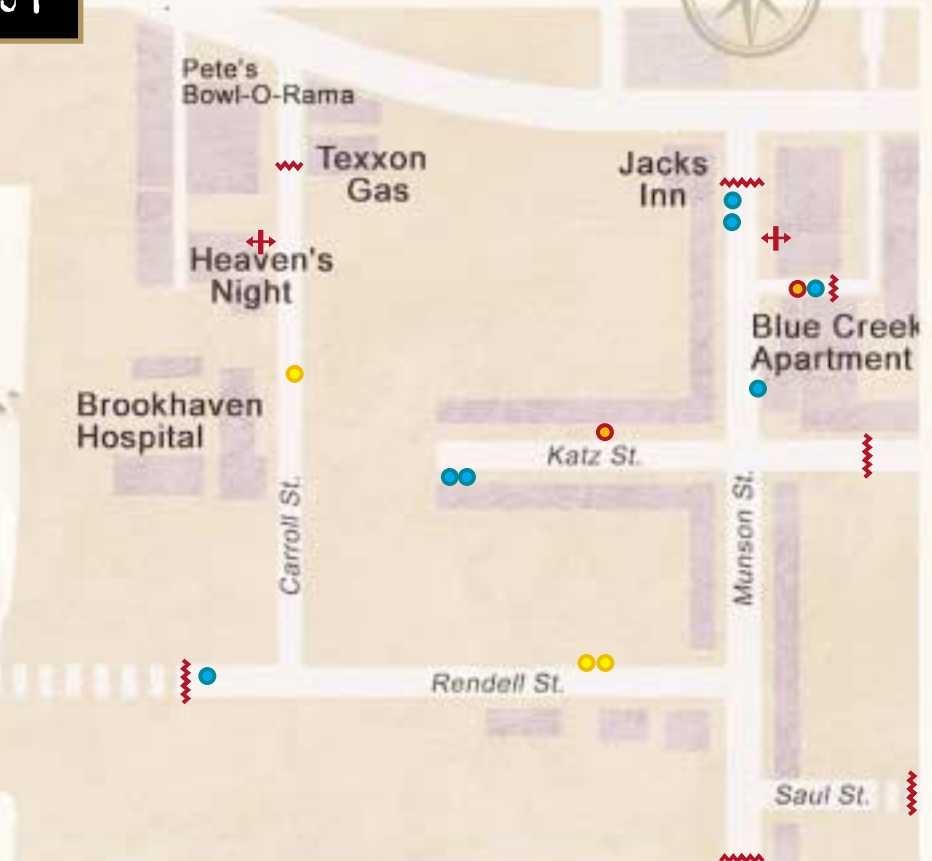 Pete's
Bowl-O-Rama
Texxon
Gas
Jacks
Inn
Heaven's
Night
Blue Creek
Apartment
Brookhaven
Hospital
Katz St.
Carroll St.
Munson St.
Rendell St.
Saul St.